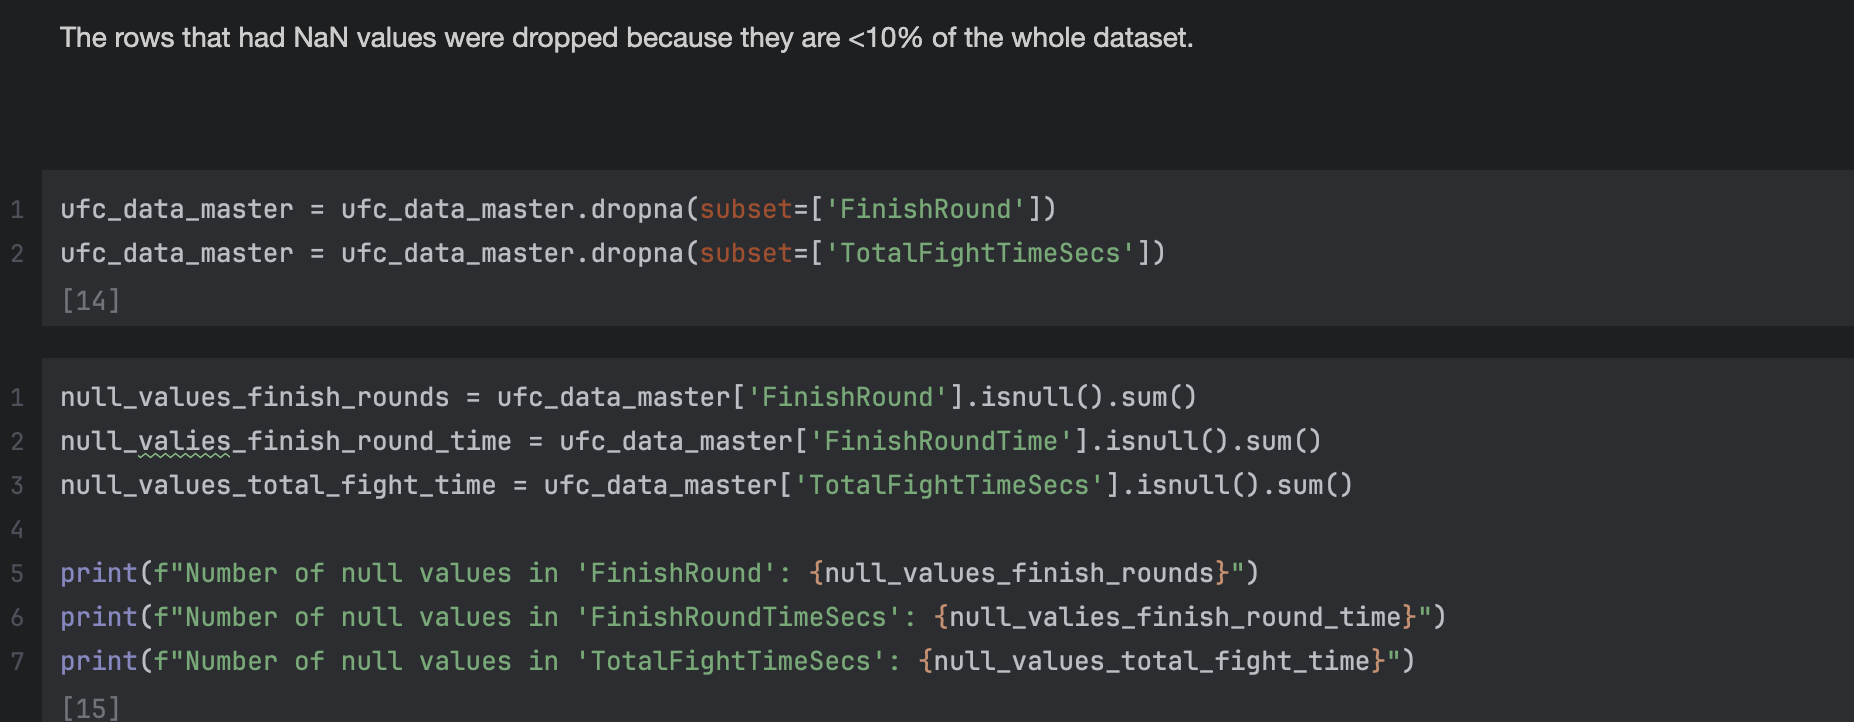 The rows that had NaN values were dropped because they are <10% of the whole dataset.
1 ufc_data_master = ufc_data_master.dropna(subset=['FinishRound'])
2 ufc_data_master = ufc_data_master.dropna(subset=['TotalFightTimeSecs'])
[14]
1 null_values_finish_rounds = ufc_data_master['FinishRound'].isnull().sum()
2 null_valies_finish_round_time = ufc_data_master['FinishRoundTime'].isnull().sum()
3 null_values_total_fight_time = ufc_data_master['TotalFightTimeSecs'].isnull().sum()
4
5 print(f"Number of null values in 'FinishRound': {null_values_finish_rounds}")
6 print(f"Number of null values in 'FinishRoundTimeSecs': {null_valies_finish_round_time}")
7 print(f"Number of null values in 'TotalFightTimeSecs': {null_values_total_fight_time}")
[15]